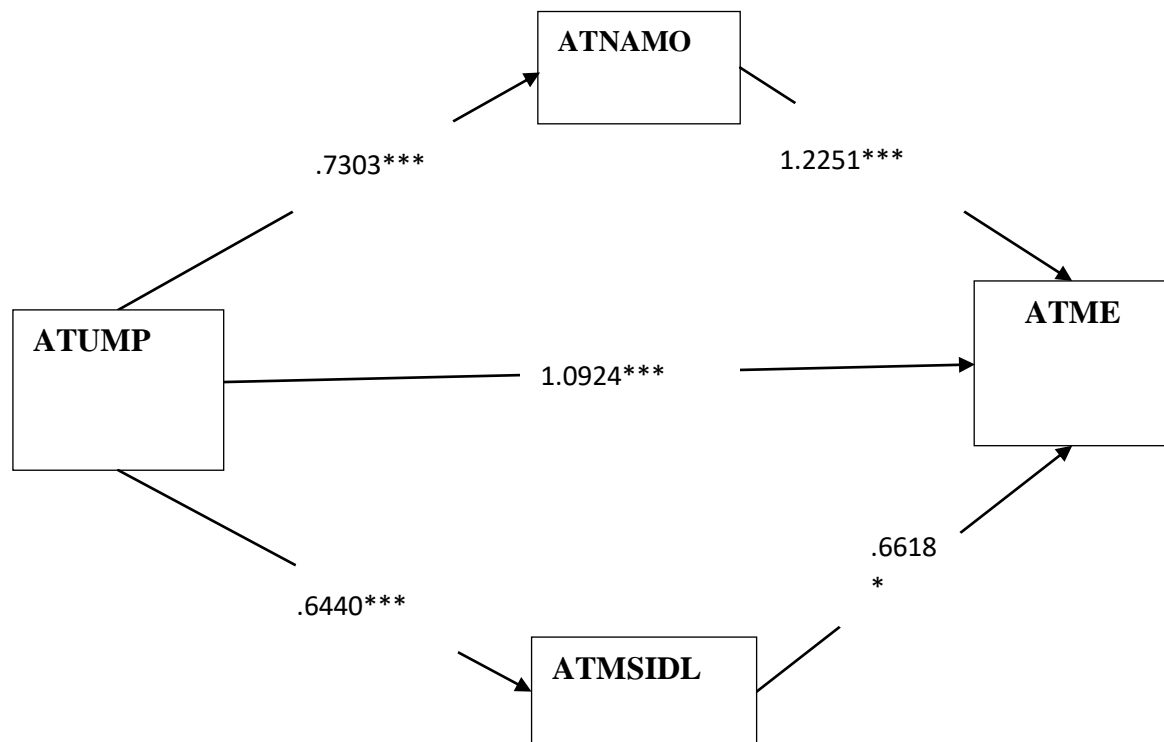 ATNAMO
.7303***
1.2251***
ATUMP
ATME
1.0924***
.6618
*
.6440***
ATMSIDL